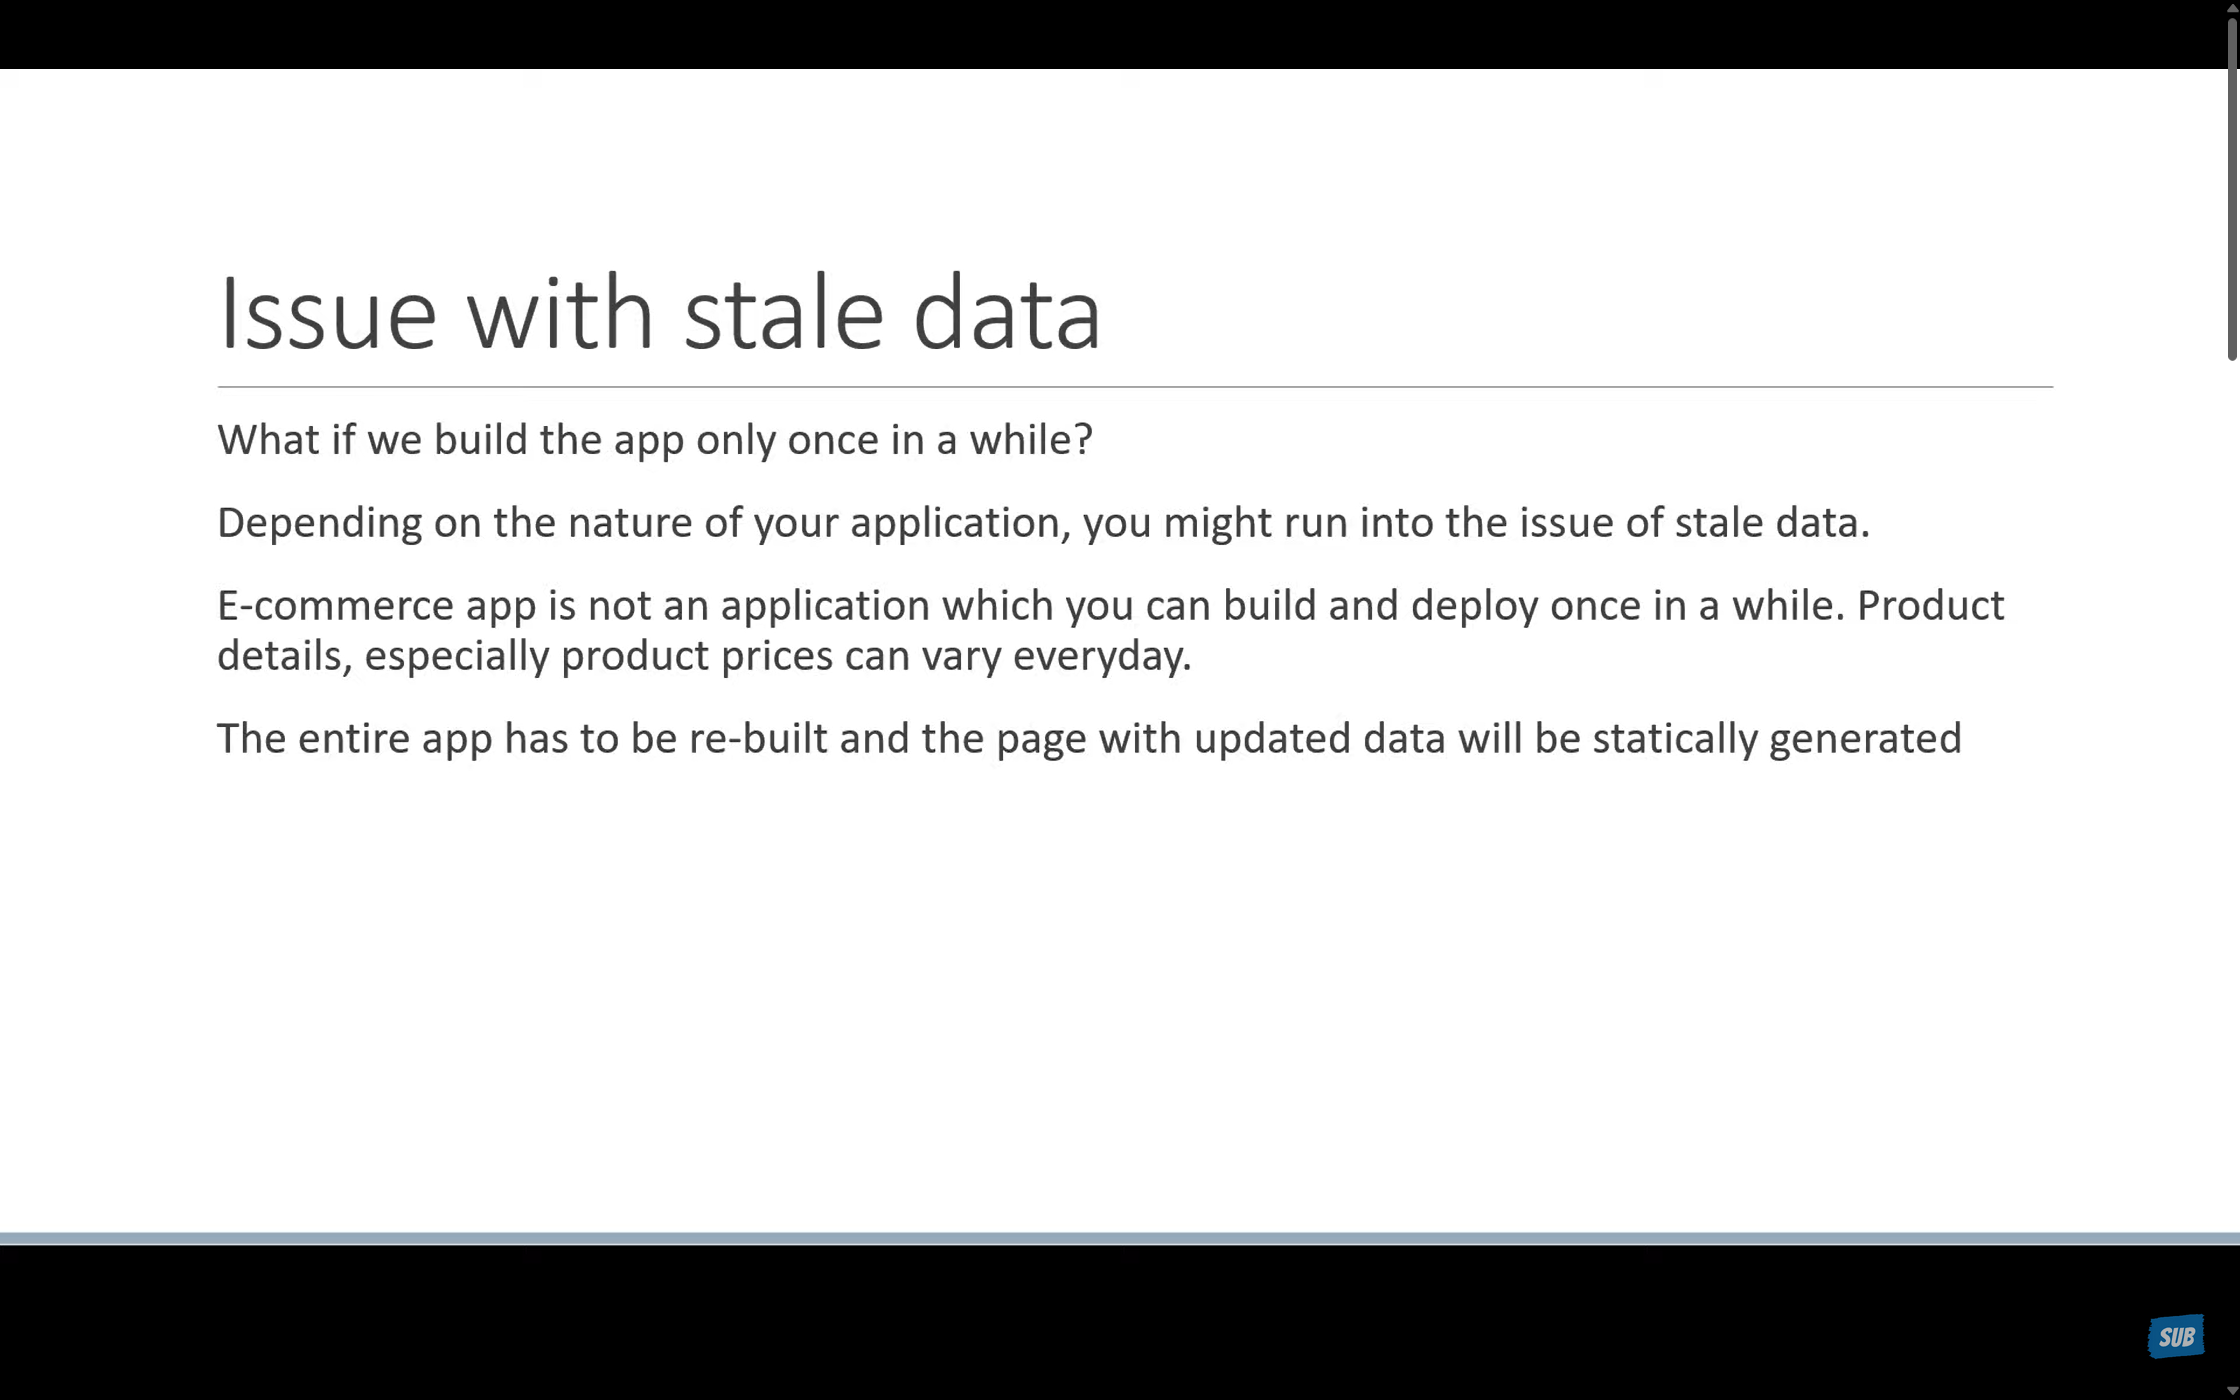 Issue with stale data
What if we build the app only once in a while?
Depending on the nature of your application, you might run into the issue of stale data.
E-commerce app is not an application which you can build and deploy once in a while. Product
details, especially product prices can vary everyday.
The entire app has to be re-built and the page with updated data will be statically generated
SUB